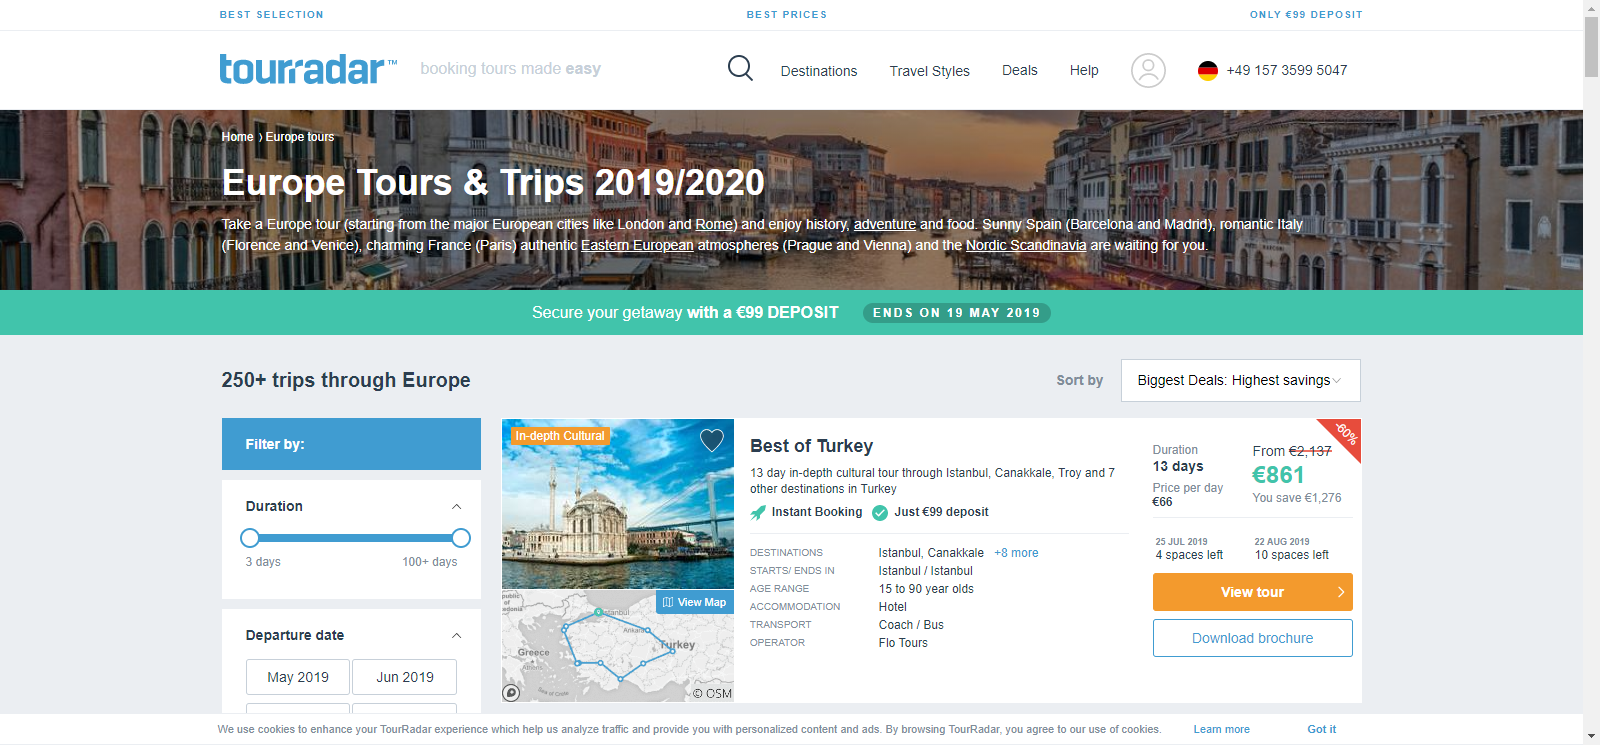 BEST SELECTION
BEST PRICES
ONLY €99 DEPOSIT
tourradar™
booking tours made easy
Destinations
Travel Styles
Deals
Help
+49 157 3599 5047
Home › Europe tours
Europe Tours & Trips 2019/2020
Take a Europe tour (starting from the major European cities like London and Rome) and enjoy history, adventure and food. Sunny Spain (Barcelona and Madrid), romantic Italy
(Florence and Venice), charming France (Paris) authentic Eastern European atmospheres (Prague and Vienna) and the Nordic Scandinavia are waiting for you.
Secure your getaway with a €99 DEPOSIT
ENDS ON 19 MAY 2019
250+ trips through Europe
Sort by
Biggest Deals: Highest savings
Filter by:
Duration
3 days
100+ days
Departure date
May 2019
Jun 2019
In-depth Cultural
View Map
Istanbul
Ankara
Turkey
Greece
Athens
Sea of Crete
© OSM
Best of Turkey
13 day in-depth cultural tour through Istanbul, Canakkale, Troy and 7
other destinations in Turkey
Instant Booking
Just €99 deposit
DESTINATIONS
Istanbul, Canakkale +8 more
STARTS/ ENDS IN
Istanbul / Istanbul
AGE RANGE
15 to 90 year olds
ACCOMMODATION
Hotel
TRANSPORT
Coach / Bus
OPERATOR
Flo Tours
Duration
13 days
Price per day
€66
-60%
From €2,137
€861
You save €1,276
25 JUL 2019
4 spaces left
22 AUG 2019
10 spaces left
View tour
Download brochure
We use cookies to enhance your TourRadar experience which help us analyze traffic and provide you with personalized content and ads. By browsing TourRadar, you agree to our use of cookies.
Learn more
Got it